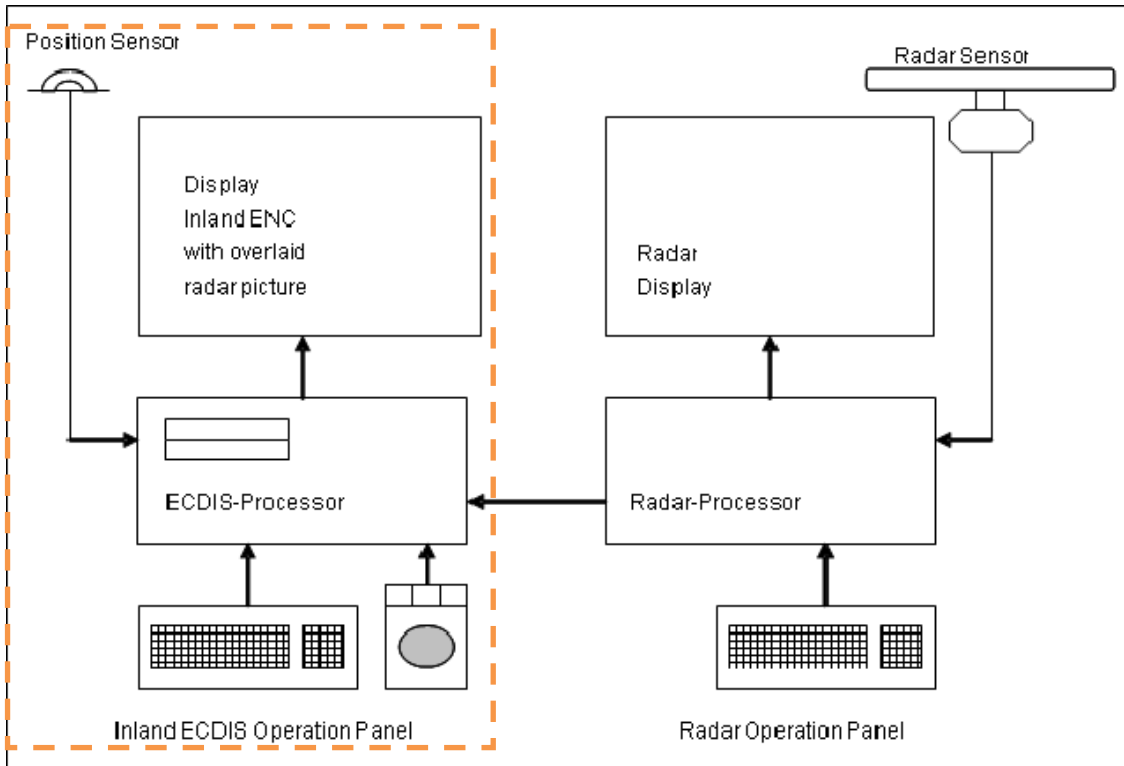 Position Sensor
Radar Sensor
Display
Inland ENC
with overlaid
radar picture
Radar
Display
ECDIS-Processor
Radar-Processor
Inland ECDIS Operation Panel
Radar Operation Panel